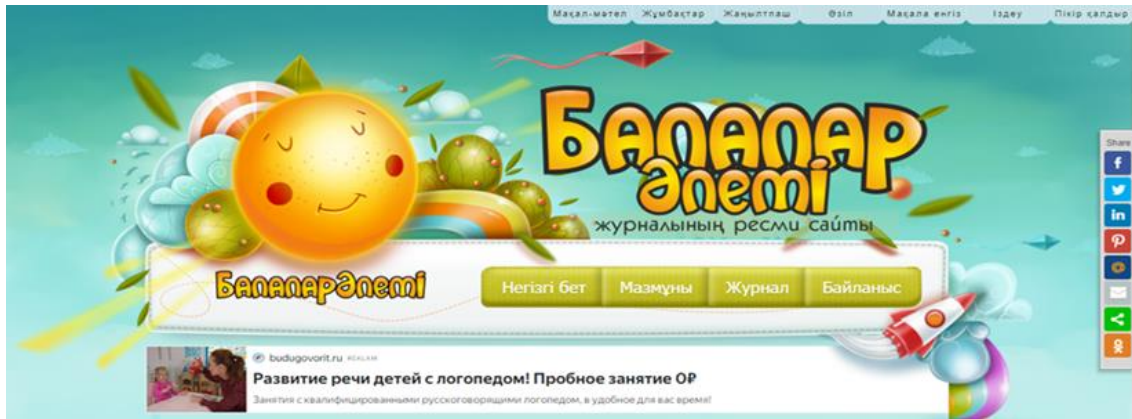 Мақал-мәтел Жұмбақтар Жаңылтпаш Өзіл Мақала енгіз Іздеу Пікір қалдыр
Балалар
әлемі
журналының ресми сайты
Share
БалаларӘлемі
Негізгі бет Мазмұны Журнал Байланыс
budugovorit.ru REKLAM
Развитие речи детей с логопедом! Пробное занятие 0₽
Занятия с квалифицированными русскоговорящими логопедом, в удобное для вас время!